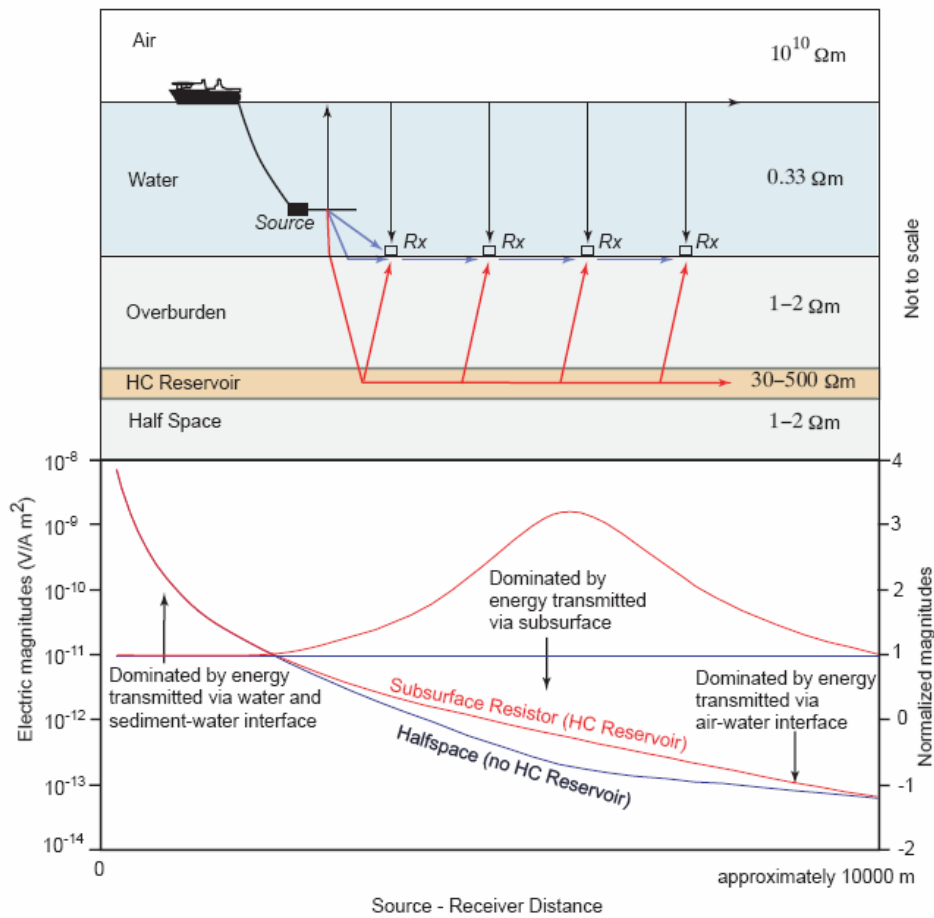 Air
10¹⁰ Ωm
Water
0.33 Ωm
Source
Rx
Rx
Rx
Rx
Not to scale
Overburden
1–2 Ωm
HC Reservoir
30–500 Ωm
Half Space
1–2 Ωm
Electric magnitudes (V/A m²)
10⁻⁸
10⁻⁹
10⁻¹⁰
10⁻¹¹
10⁻¹²
10⁻¹³
10⁻¹⁴
4
3
2
1
0
-1
-2
Normalized magnitudes
Dominated by
energy transmitted
via subsurface
Dominated by energy
transmitted via water and
sediment-water interface
Dominated by energy
transmitted via
air-water interface
Subsurface Resistor (HC Reservoir)
Halfspace (no HC Reservoir)
0
approximately 10000 m
Source - Receiver Distance